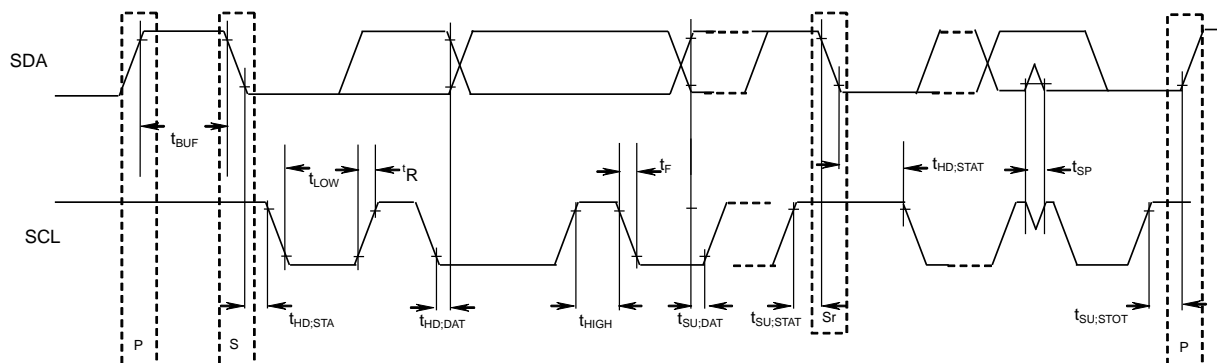 SDA
tBUF
tLOW
tR
tF
tHD;STAT
tSP
SCL
tHD;STA
tHD;DAT
tHIGH
tSU;DAT
tSU;STAT
Sr
tSU;STOT
P
S
P